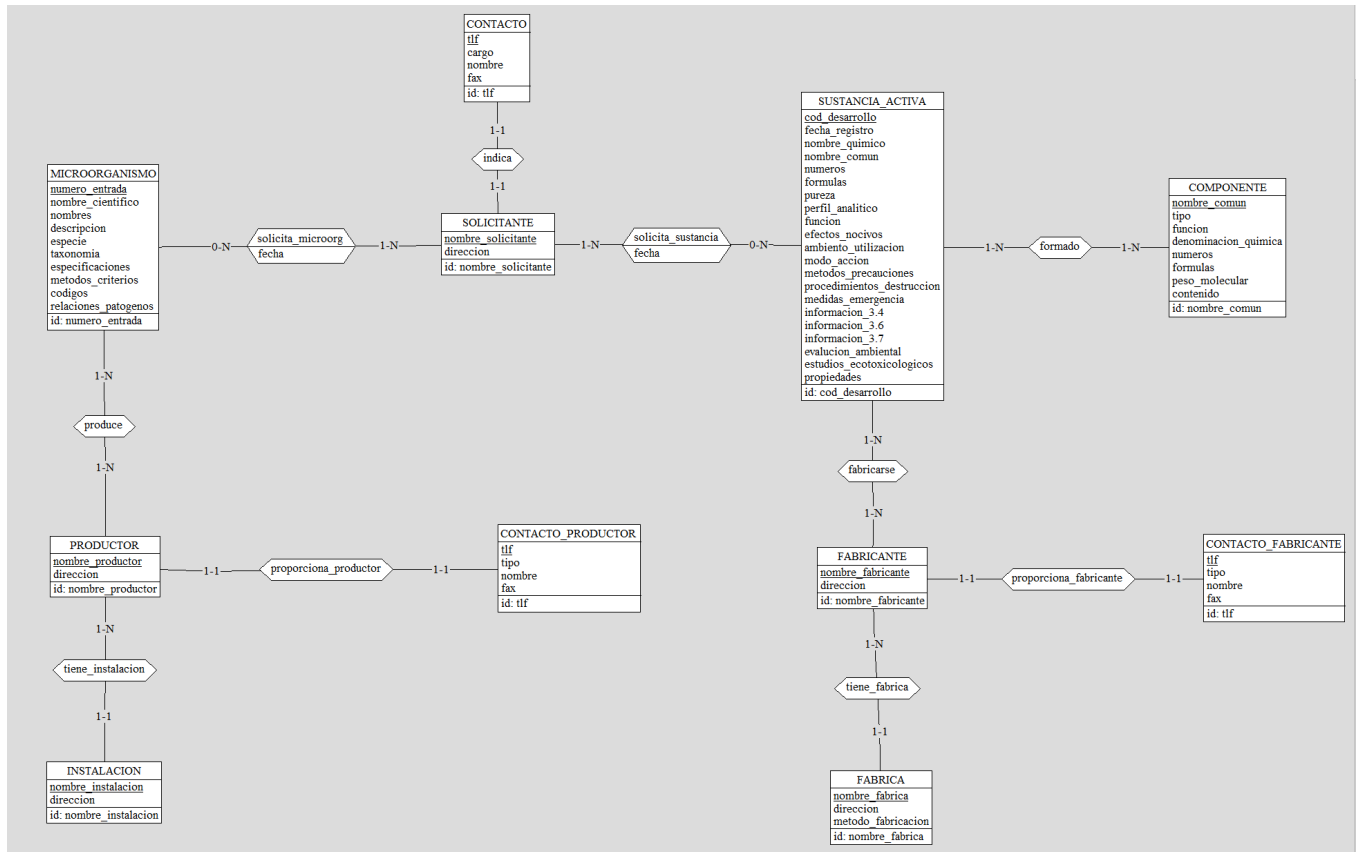 CONTACTO
tlf
cargo
nombre
fax
id: tlf
1-1
indica
1-1
MICROORGANISMO
numero_entrada
nombre_cientifico
nombres
descripcion
especie
taxonomia
especificaciones
metodos_criterios
codigos
relaciones_patogenos
id: numero_entrada
0-N
solicita_microorg
fecha
1-N
SOLICITANTE
nombre_solicitante
direccion
id: nombre_solicitante
1-N
solicita_sustancia
fecha
0-N
SUSTANCIA_ACTIVA
cod_desarrollo
fecha_registro
nombre_quimico
nombre_comun
numeros
formulas
pureza
perfil_analitico
funcion
efectos_nocivos
ambiento_utilizacion
modo_accion
metodos_precauciones
procedimientos_destruccion
medidas_emergencia
informacion_3.4
informacion_3.6
informacion_3.7
evalucion_ambiental
estudios_ecotoxicologicos
propiedades
id: cod_desarrollo
1-N
formado
1-N
COMPONENTE
nombre_comun
tipo
funcion
denominacion_quimica
numeros
formulas
peso_molecular
contenido
id: nombre_comun
1-N
produce
1-N
1-N
fabricarse
1-N
PRODUCTOR
nombre_productor
direccion
id: nombre_productor
1-1
proporciona_productor
1-1
CONTACTO_PRODUCTOR
tlf
tipo
nombre
fax
id: tlf
FABRICANTE
nombre_fabricante
direccion
id: nombre_fabricante
1-1
proporciona_fabricante
1-1
CONTACTO_FABRICANTE
tlf
tipo
nombre
fax
id: tlf
1-N
tiene_instalacion
1-1
1-N
tiene_fabrica
1-1
INSTALACION
nombre_instalacion
direccion
id: nombre_instalacion
FABRICA
nombre_fabrica
direccion
metodo_fabricacion
id: nombre_fabrica